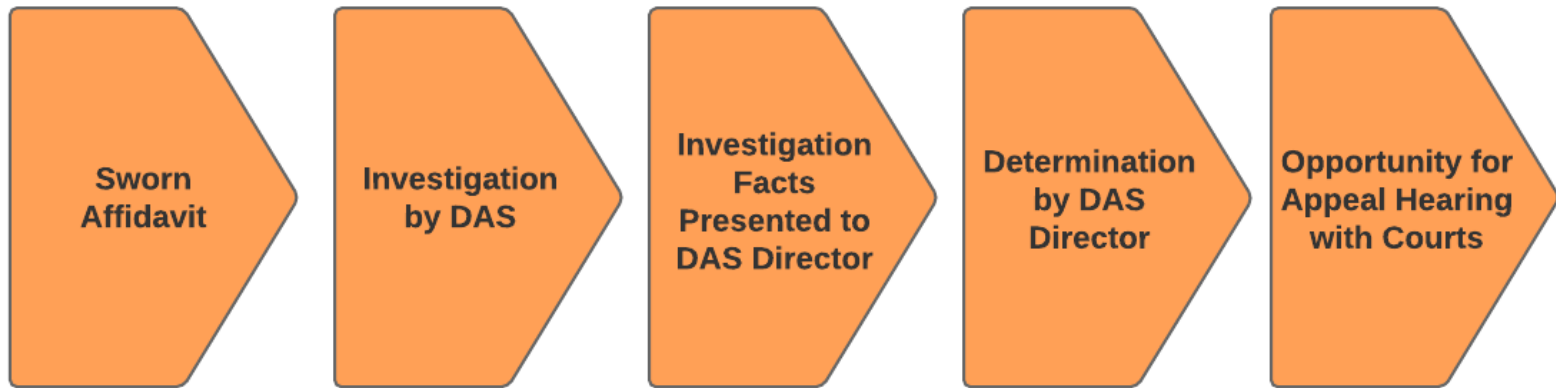 Sworn
Affidavit
Investigation
by DAS
Investigation
Facts
Presented to
DAS Director
Determination
by DAS
Director
Opportunity for
Appeal Hearing
with Courts